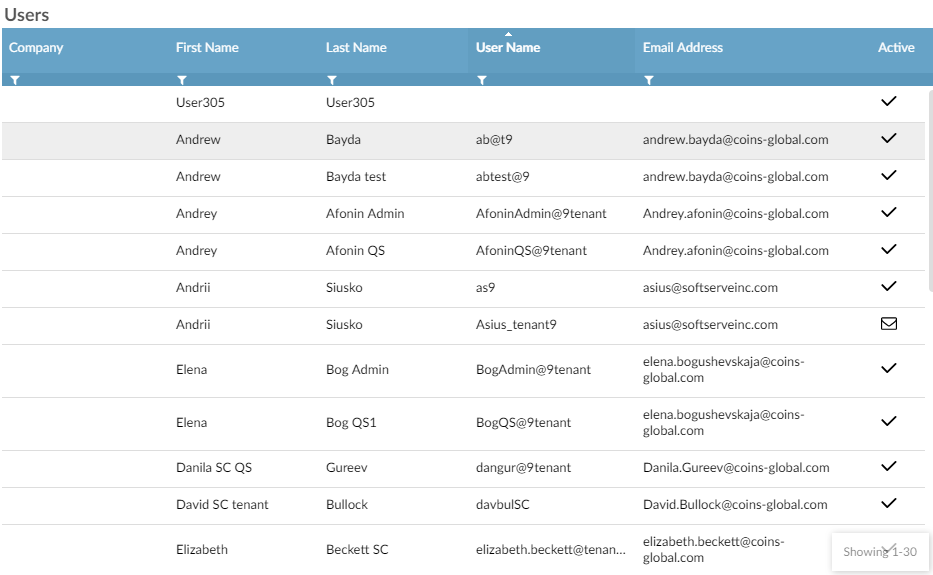 Users
Company First Name Last Name User Name Email Address Active
User305 User305
Andrew Bayda ab@t9 andrew.bayda@coins-global.com
Andrew Bayda test abtest@9 andrew.bayda@coins-global.com
Andrey Afonin Admin AfoninAdmin@9tenant Andrey.afonin@coins-global.com
Andrey Afonin QS AfoninQS@9tenant Andrey.afonin@coins-global.com
Andrii Siusko as9 asius@softserveinc.com
Andrii Siusko Asius_tenant9 asius@softserveinc.com
Elena Bog Admin BogAdmin@9tenant elena.bogushevskaja@coins-
global.com
Elena Bog QS1 BogQS@9tenant elena.bogushevskaja@coins-
global.com
Danila SC QS Gureev dangur@9tenant Danila.Gureev@coins-global.com
David SC tenant Bullock davbulSC David.Bullock@coins-global.com
Elizabeth Beckett SC elizabeth.beckett@tenan... elizabeth.beckett@coins-
global.com
Showing 1-30